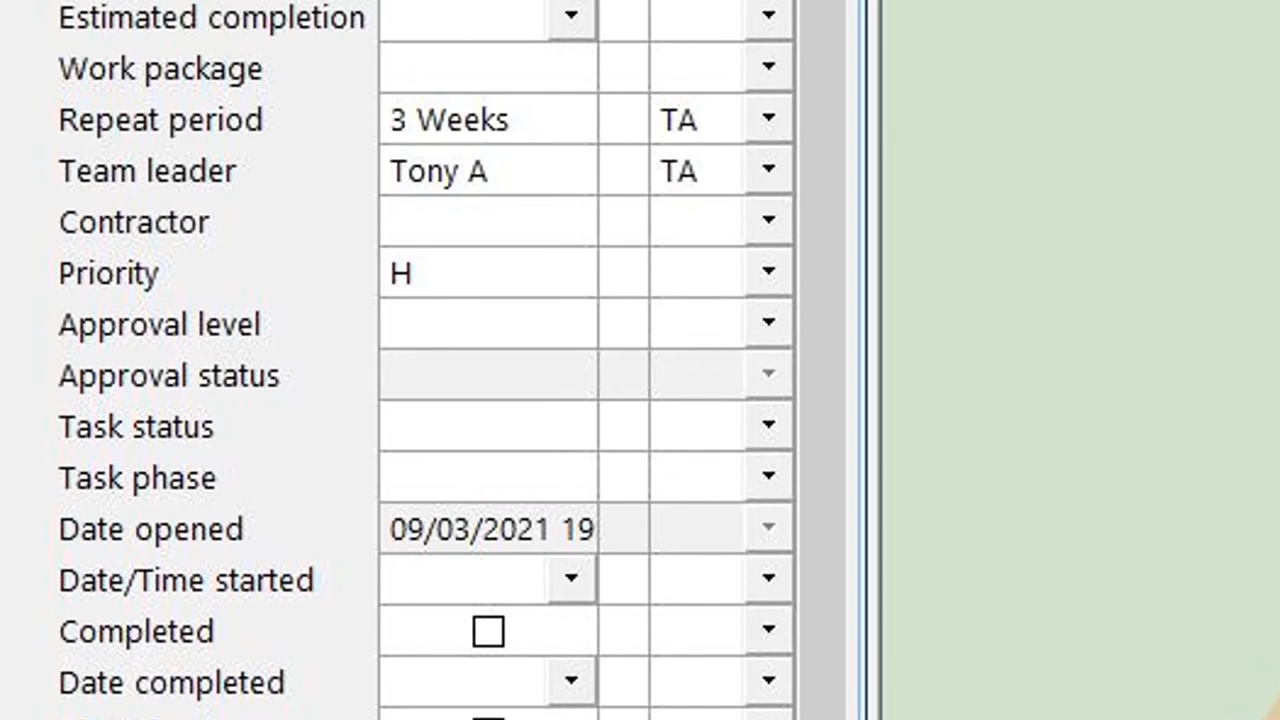 Estimated completion
Work package
Repeat period 3 Weeks TA
Team leader Tony A TA
Contractor
Priority H
Approval level
Approval status
Task status
Task phase
Date opened 09/03/2021 19
Date/Time started
Completed
Date completed